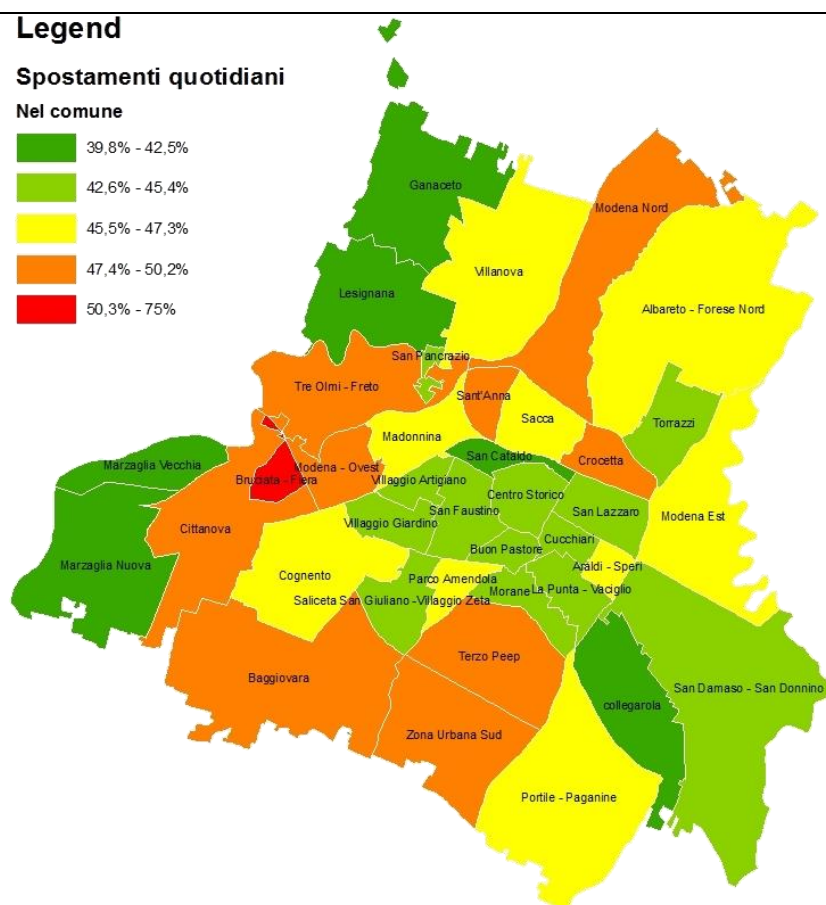 Legend
Spostamenti quotidiani
Nel comune
39,8% - 42,5%
42,6% - 45,4%
45,5% - 47,3%
47,4% - 50,2%
50,3% - 75%
Ganaceto
Modena Nord
Villanova
Lesignana
Albareto - Forese Nord
San Pancrazio
Tre Olmi - Freto
Sant'Anna
Sacca
Torrazzi
Madonnina
San Cataldo
Crocetta
Marzaglia Vecchia
Modena - Ovest
Bruciata - Fiera
Villaggio Artigiano
Centro Storico
San Faustino
San Lazzaro
Villaggio Giardino
Modena Est
Cittanova
Cucchiari
Buon Pastore
Marzaglia Nuova
Araldi - Speri
Cognento
Parco Amendola
Morane
La Punta - Vaciglio
Saliceta San Giuliano -Villaggio Zeta
Terzo Peep
Baggiovara
San Damaso - San Donnino
collegarola
Zona Urbana Sud
Portile - Paganine